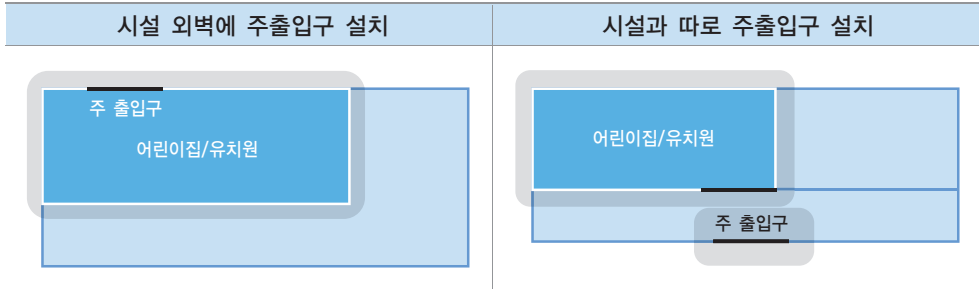 시설 외벽에 주출입구 설치
시설과 따로 주출입구 설치
주 출입구
어린이집/유치원
어린이집/유치원
주 출입구